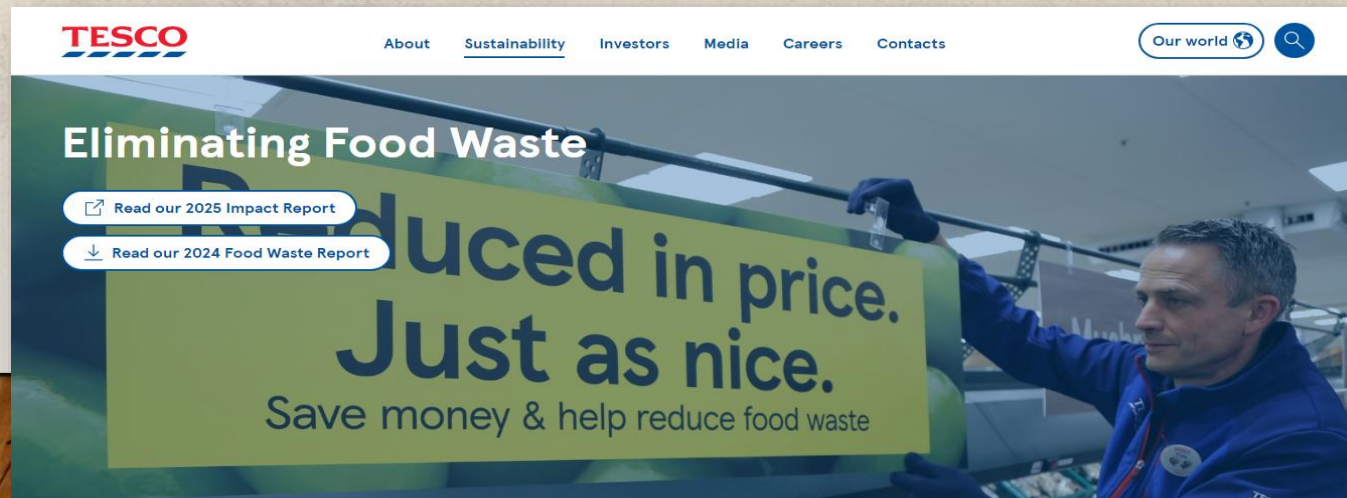 TESCO
About Sustainability Investors Media Careers Contacts Our world
Eliminating Food Waste
Read our 2025 Impact Report
Read our 2024 Food Waste Report
Reduced in price.
Just as nice.
Save money & help reduce food waste